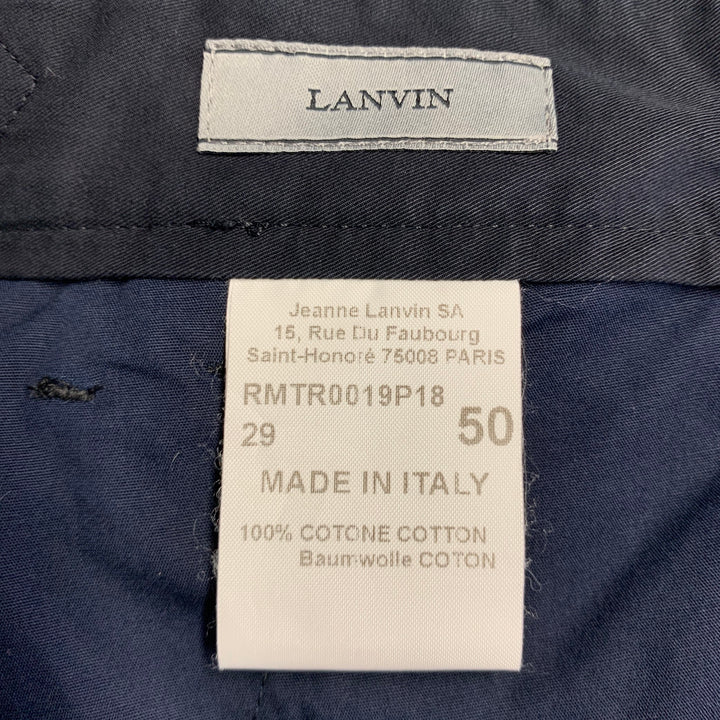 LANVIN
Jeanne Lanvin SA
15, Rue Du Faubourg
Saint-Honoré 75008 PARIS
RMTR0019P18
29 50
MADE IN ITALY
100% COTONE COTTON
Baumwolle COTON